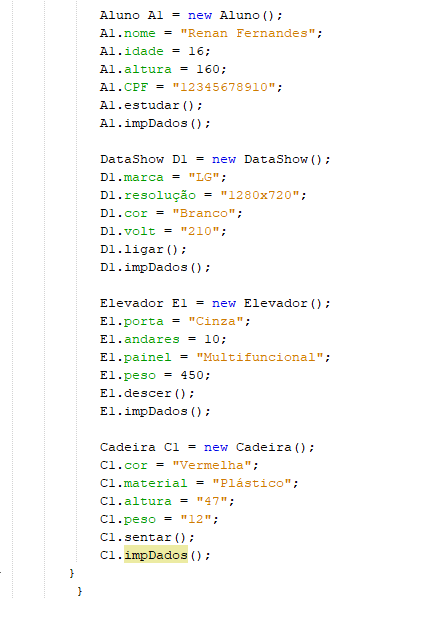 Aluno A1 = new Aluno();
A1.nome = "Renan Fernandes";
A1.idade = 16;
A1.altura = 160;
A1.CPF = "12345678910";
A1.estudar();
A1.impDados();
DataShow D1 = new DataShow();
D1.marca = "LG";
D1.resolução = "1280x720";
D1.cor = "Branco";
D1.volt = "210";
D1.ligar();
D1.impDados();
Elevador E1 = new Elevador();
E1.porta = "Cinza";
E1.andares = 10;
E1.painel = "Multifuncional";
E1.peso = 450;
E1.descer();
E1.impDados();
Cadeira C1 = new Cadeira();
C1.cor = "Vermelha";
C1.material = "Plástico";
C1.altura = "47";
C1.peso = "12";
C1.sentar();
C1.impDados();
}
}